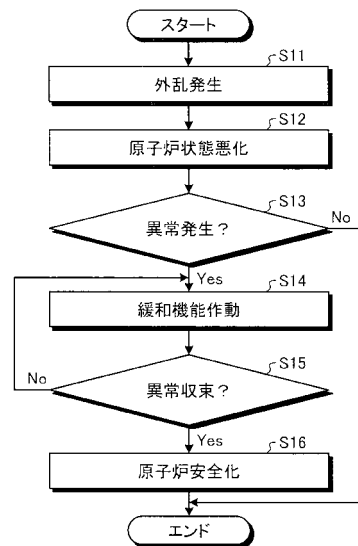 スタート
S11
外乱発生
S12
原子炉状態悪化
S13
異常発生？
No
Yes
S14
緩和機能作動
S15
異常収束？
No
Yes
S16
原子炉安全化
エンド